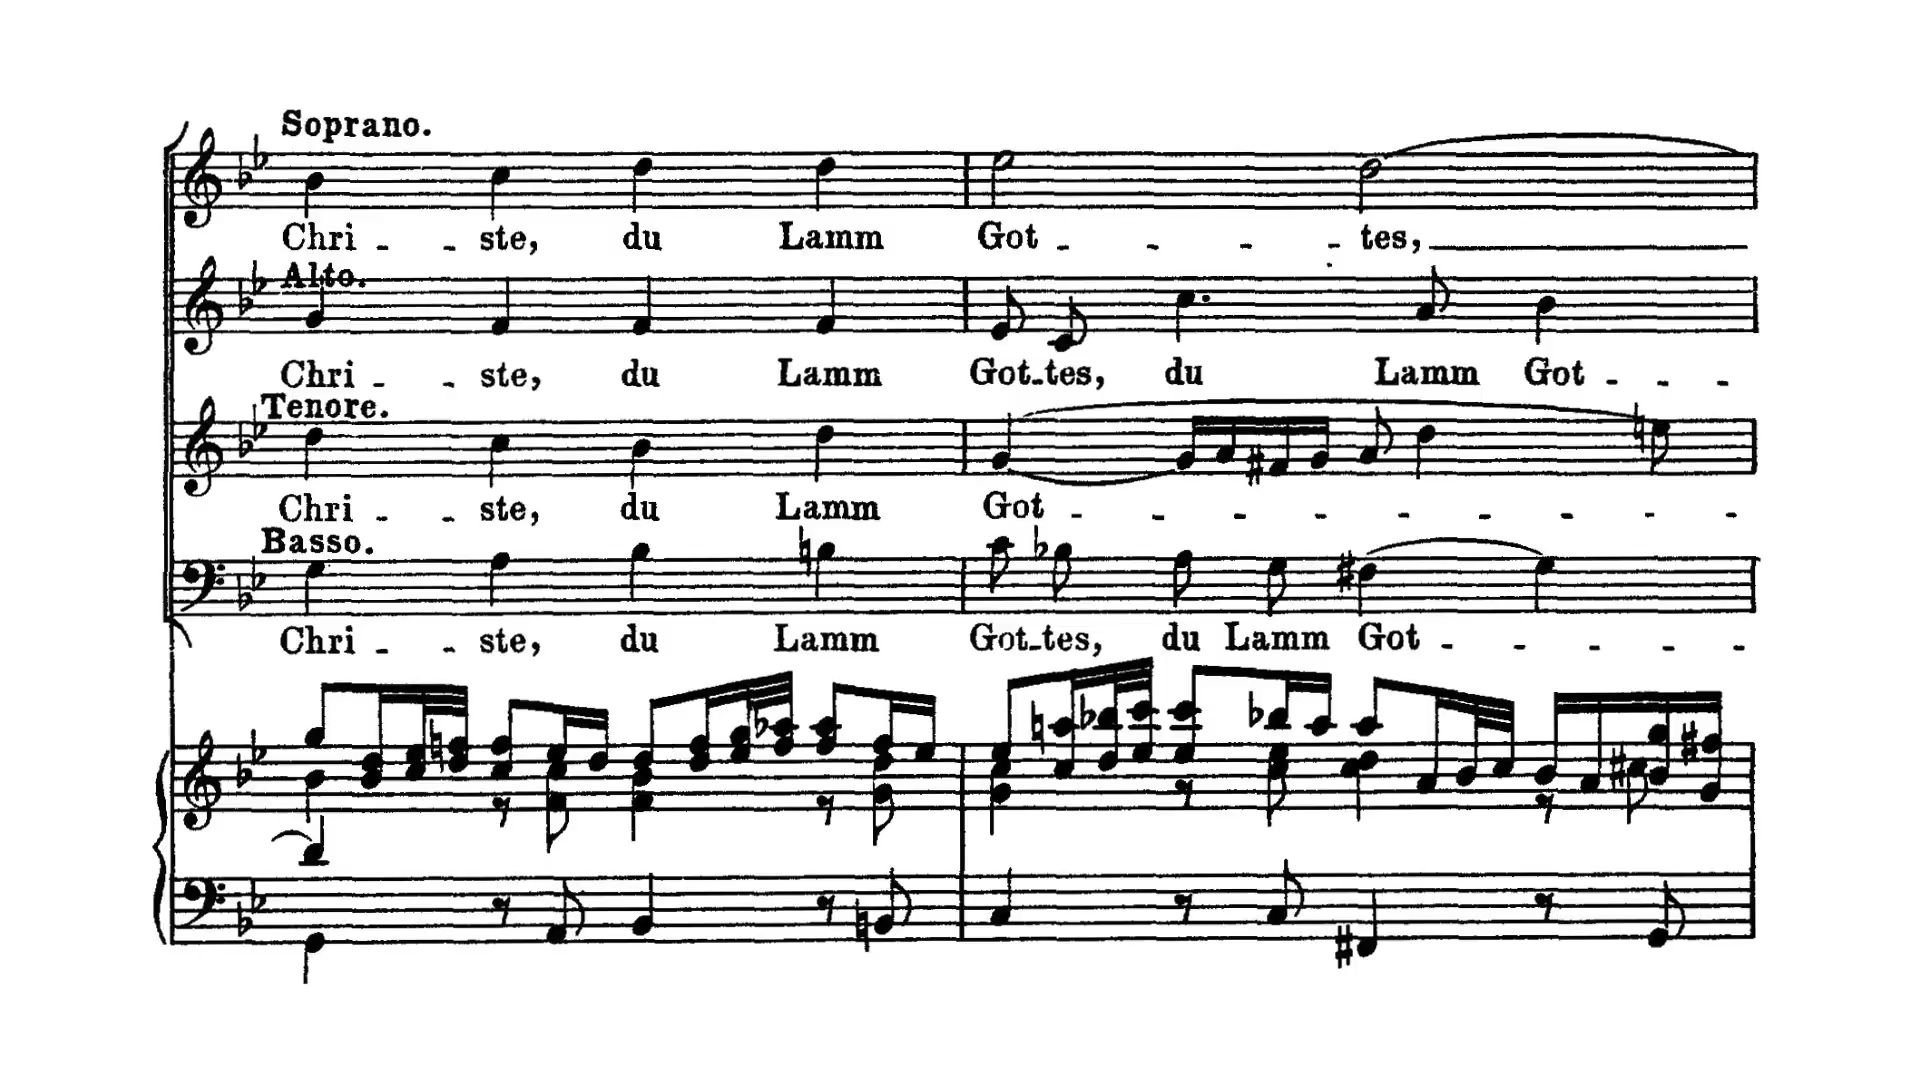 Soprano.
Chri - - ste, du Lamm Got - - - - tes,
Alto.
Chri - - ste, du Lamm Got-tes, du Lamm Got - - -
Tenore.
Chri - - ste, du Lamm Got - - - - - - - - -
Basso.
Chri - - ste, du Lamm Got-tes, du Lamm Got - - - - -